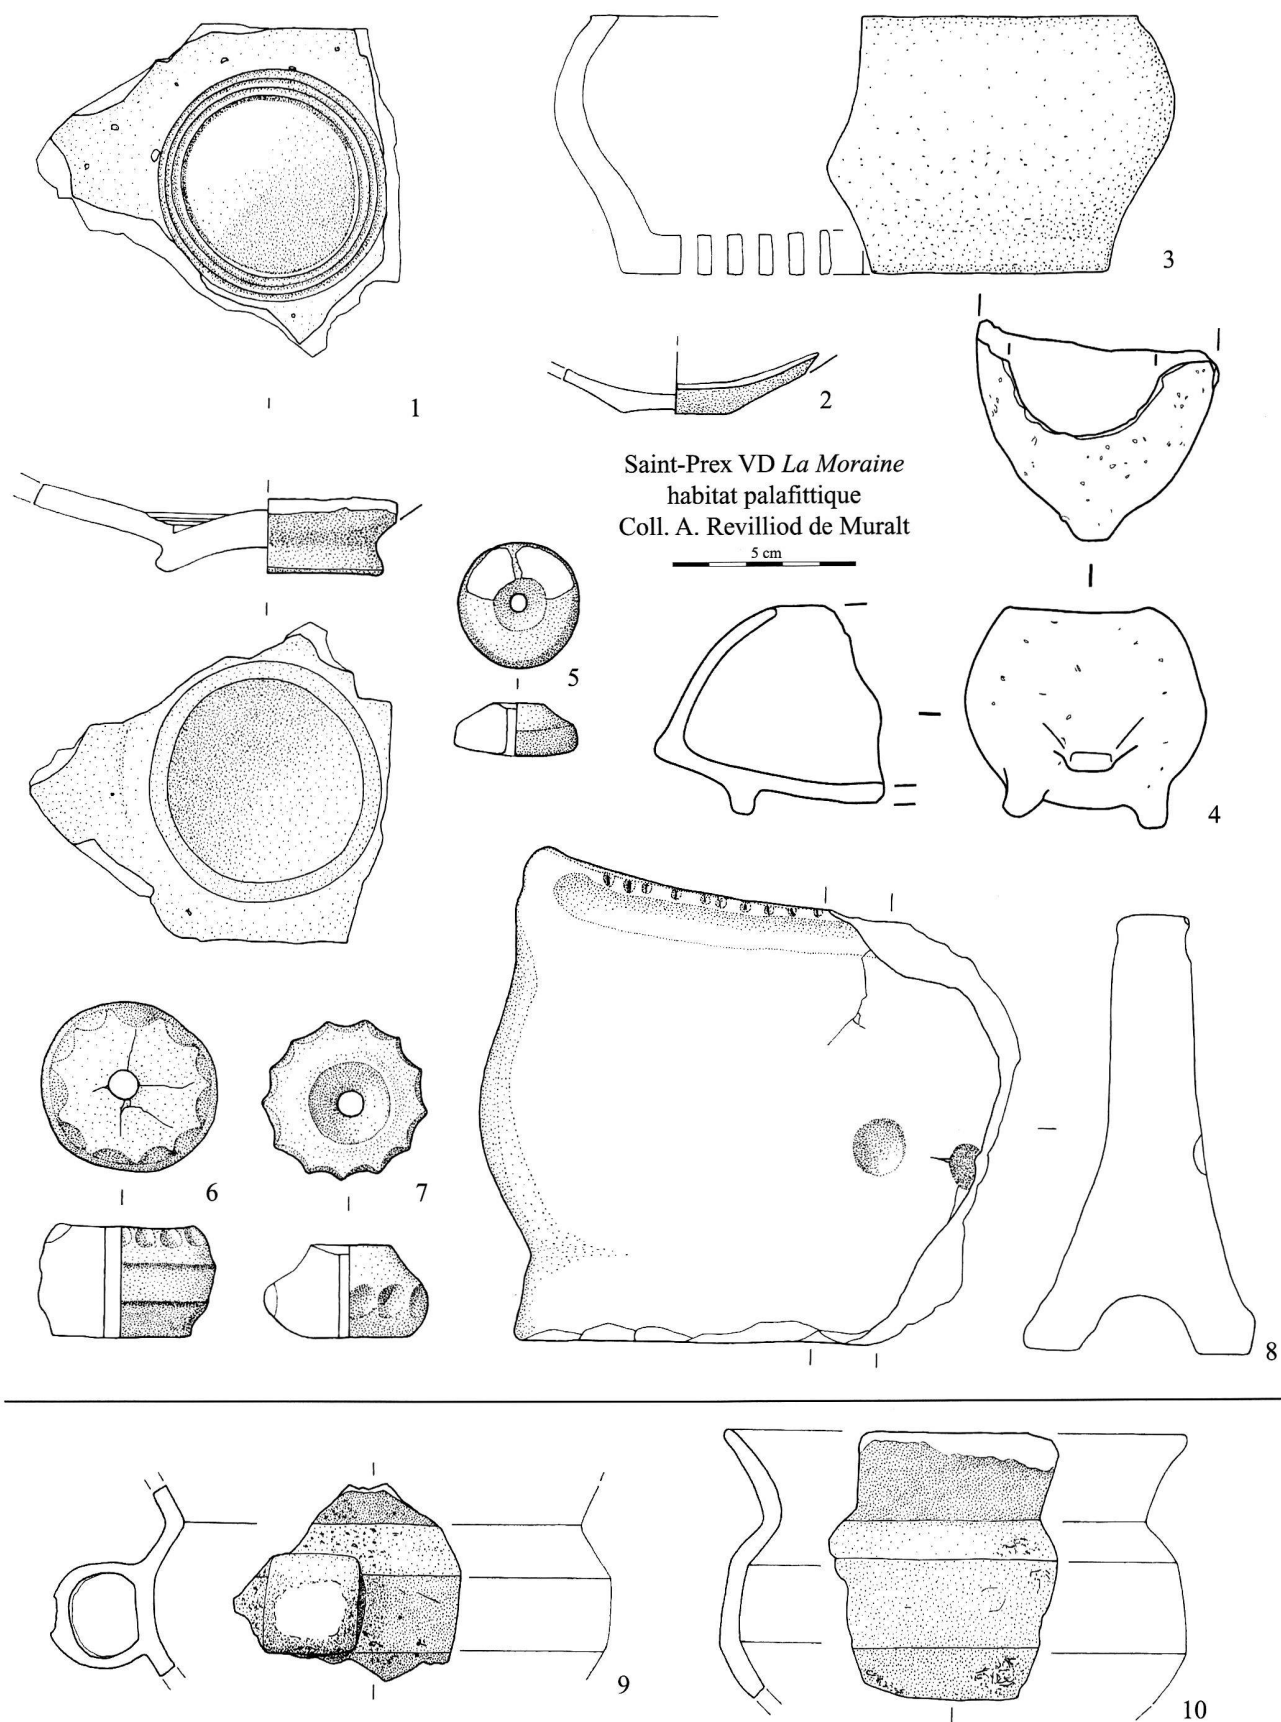 1
3
2
Saint-Prex VD La Moraine
habitat palafittique
Coll. A. Revilliod de Muralt
5 cm
5
4
6
7
8
9
10